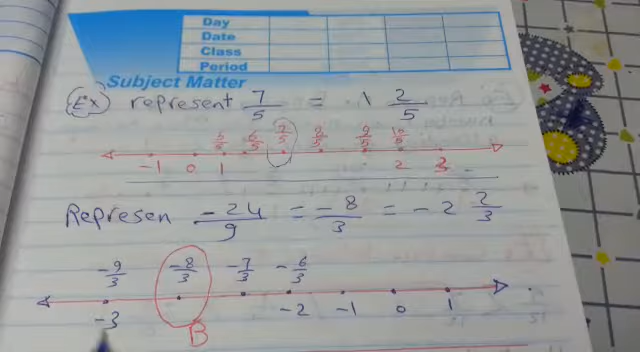 Day
Date
Class
Period
Subject Matter
Ex represent 7/5 = 1 2/5
5/5 6/5 7/5 8/5 9/5 10/5
-1 0 1 2 3
Represen -24/9 = -8/3 = -2 2/3
-9/3 -8/3 -7/3 -6/3
-3 -2 -1 0 1
B